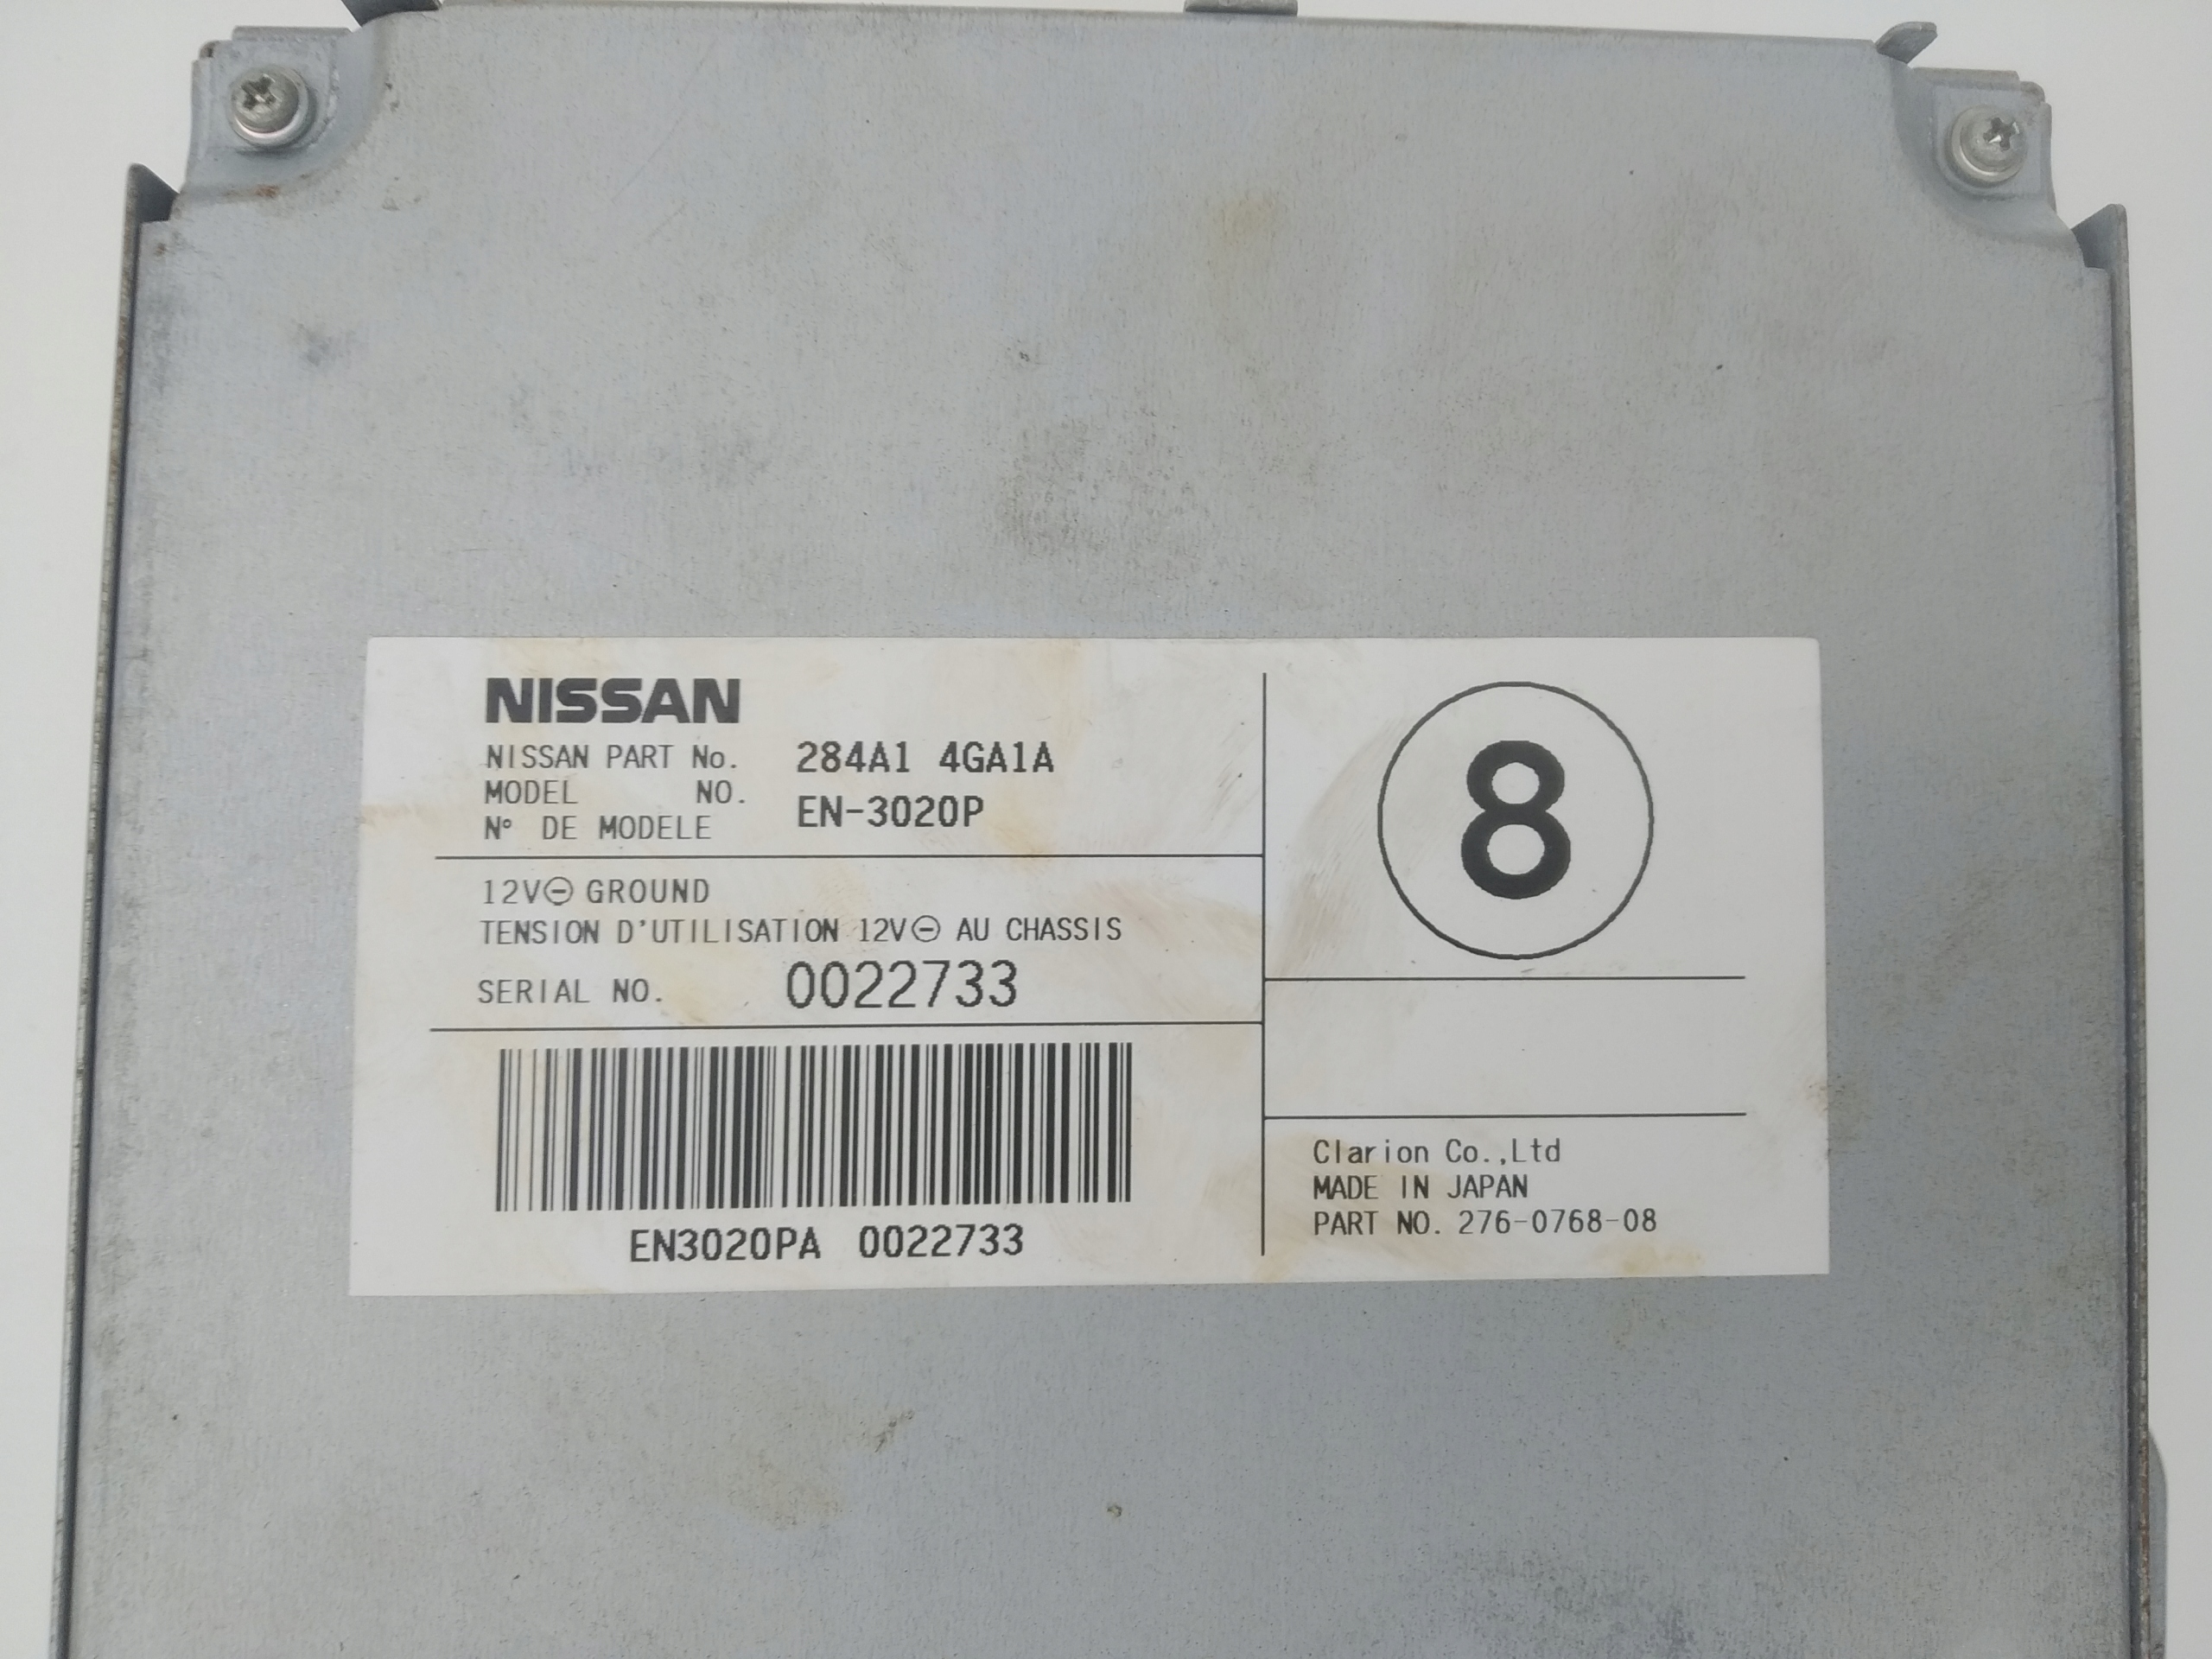 NISSAN
NISSAN PART No. 284A1 4GA1A
MODEL NO.
N° DE MODELE EN-3020P
12V⊖ GROUND
TENSION D'UTILISATION 12V⊖ AU CHASSIS
SERIAL NO. 0022733
EN3020PA 0022733
8
Clarion Co.,Ltd
MADE IN JAPAN
PART NO. 276-0768-08